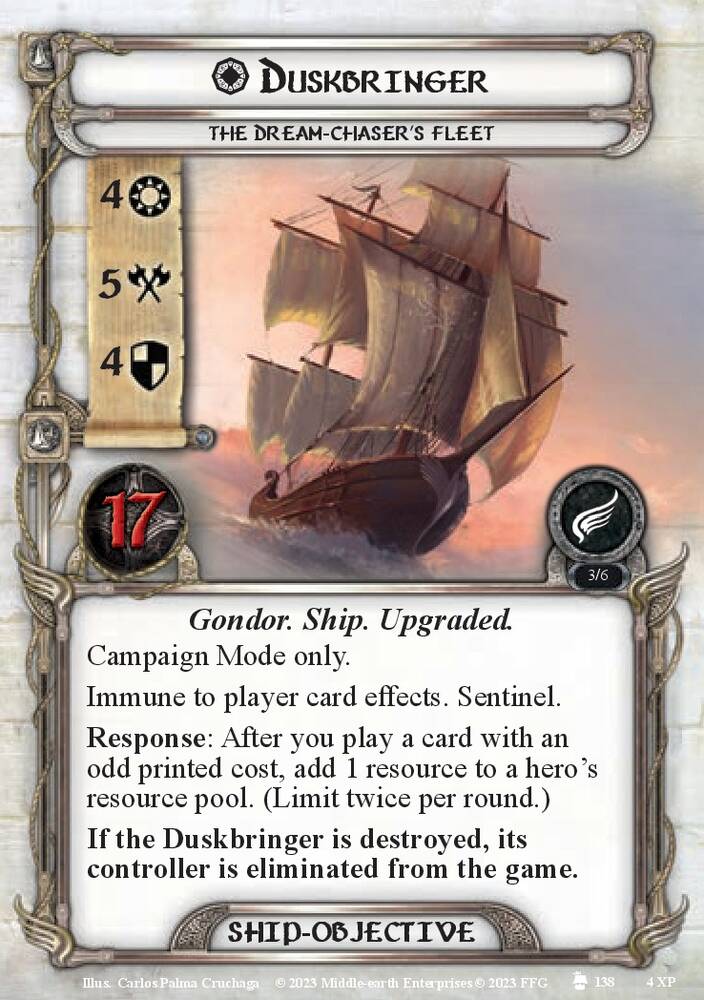 DUSKBRINGER
THE DREAM-CHASER'S FLEET
4
5
4
17
3/6
Gondor. Ship. Upgraded.
Campaign Mode only.
Immune to player card effects. Sentinel.
Response: After you play a card with an
odd printed cost, add 1 resource to a hero's
resource pool. (Limit twice per round.)
If the Duskbringer is destroyed, its
controller is eliminated from the game.
SHIP-OBJECTIVE
Illus. Carlos Palma Cruchaga © 2023 Middle-earth Enterprises © 2023 FFG 138 4 XP